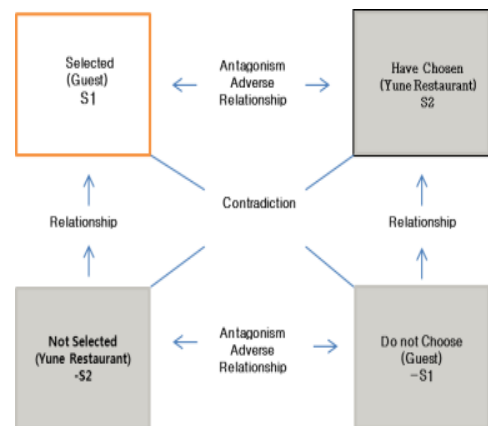 Selected
(Guest)
S1
Antagonism
Adverse
Relationship
Have Chosen
(Yune Restaurant)
S2
Relationship
Contradiction
Relationship
Not Selected
(Yune Restaurant)
-S2
Antagonism
Adverse
Relationship
Do not Choose
(Guest)
−S1